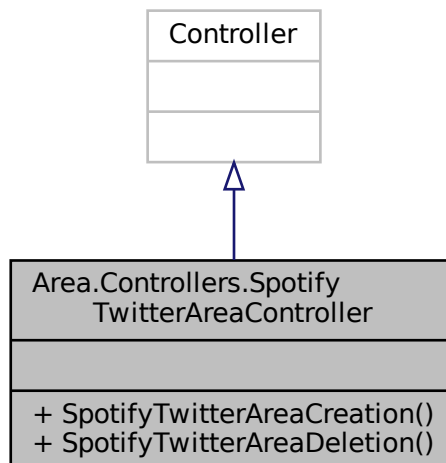 Controller
Area.Controllers.Spotify
TwitterAreaController
+ SpotifyTwitterAreaCreation()
+ SpotifyTwitterAreaDeletion()